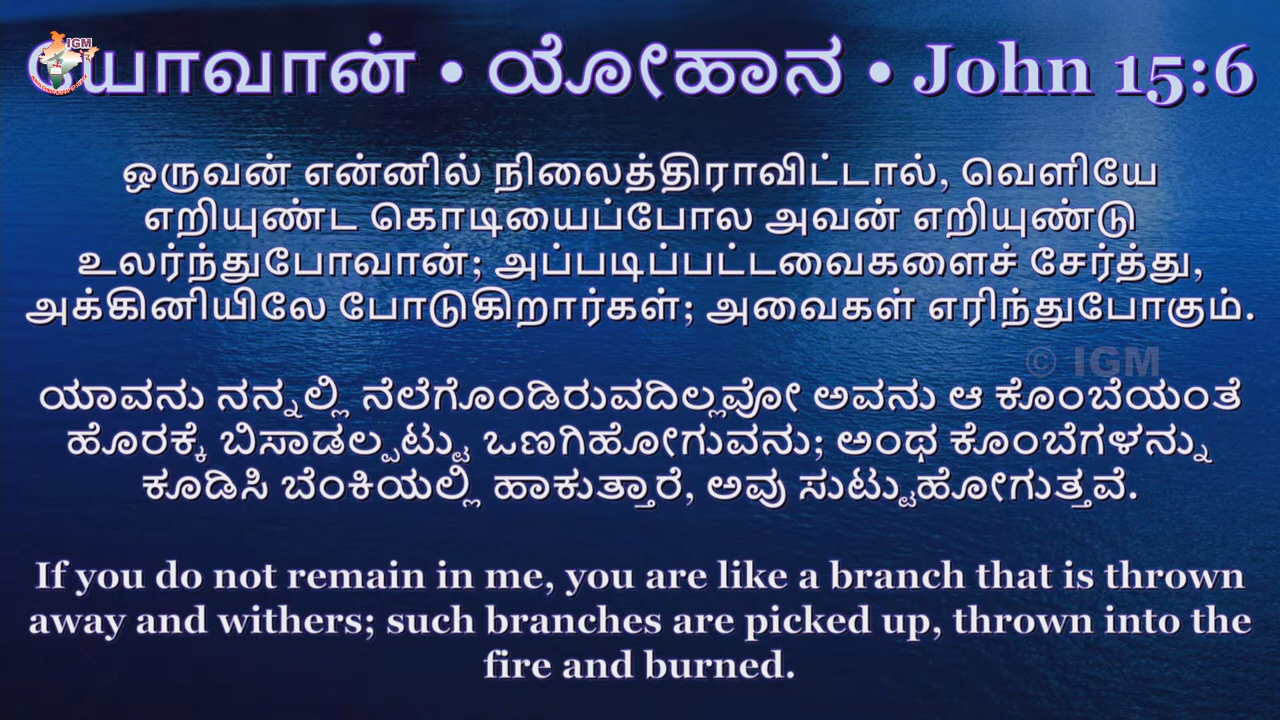 யோவான் • ಯೋಹಾನ • John 15:6
IGM
ஒருவன் என்னில் நிலைத்திராவிட்டால், வெளியே
எறியுண்ட கொடியைப்போல அவன் எறியுண்டு
உலர்ந்துபோவான்; அப்படிப்பட்டவைகளைச் சேர்த்து,
அக்கினியிலே போடுகிறார்கள்; அவைகள் எரிந்துபோகும்.
© IGM
ಯಾವನು ನನ್ನಲ್ಲಿ ನೆಲೆಗೊಂಡಿರುವದಿಲ್ಲವೋ ಅವನು ಆ ಕೊಂಬೆಯಂತೆ
ಹೊರಕ್ಕೆ ಬಿಸಾಡಲ್ಪಟ್ಟು ಒಣಗಿಹೋಗುವನು; ಅಂಥ ಕೊಂಬೆಗಳನ್ನು
ಕೂಡಿಸಿ ಬೆಂಕಿಯಲ್ಲಿ ಹಾಕುತ್ತಾರೆ, ಅವು ಸುಟ್ಟುಹೋಗುತ್ತವೆ.
If you do not remain in me, you are like a branch that is thrown
away and withers; such branches are picked up, thrown into the
fire and burned.